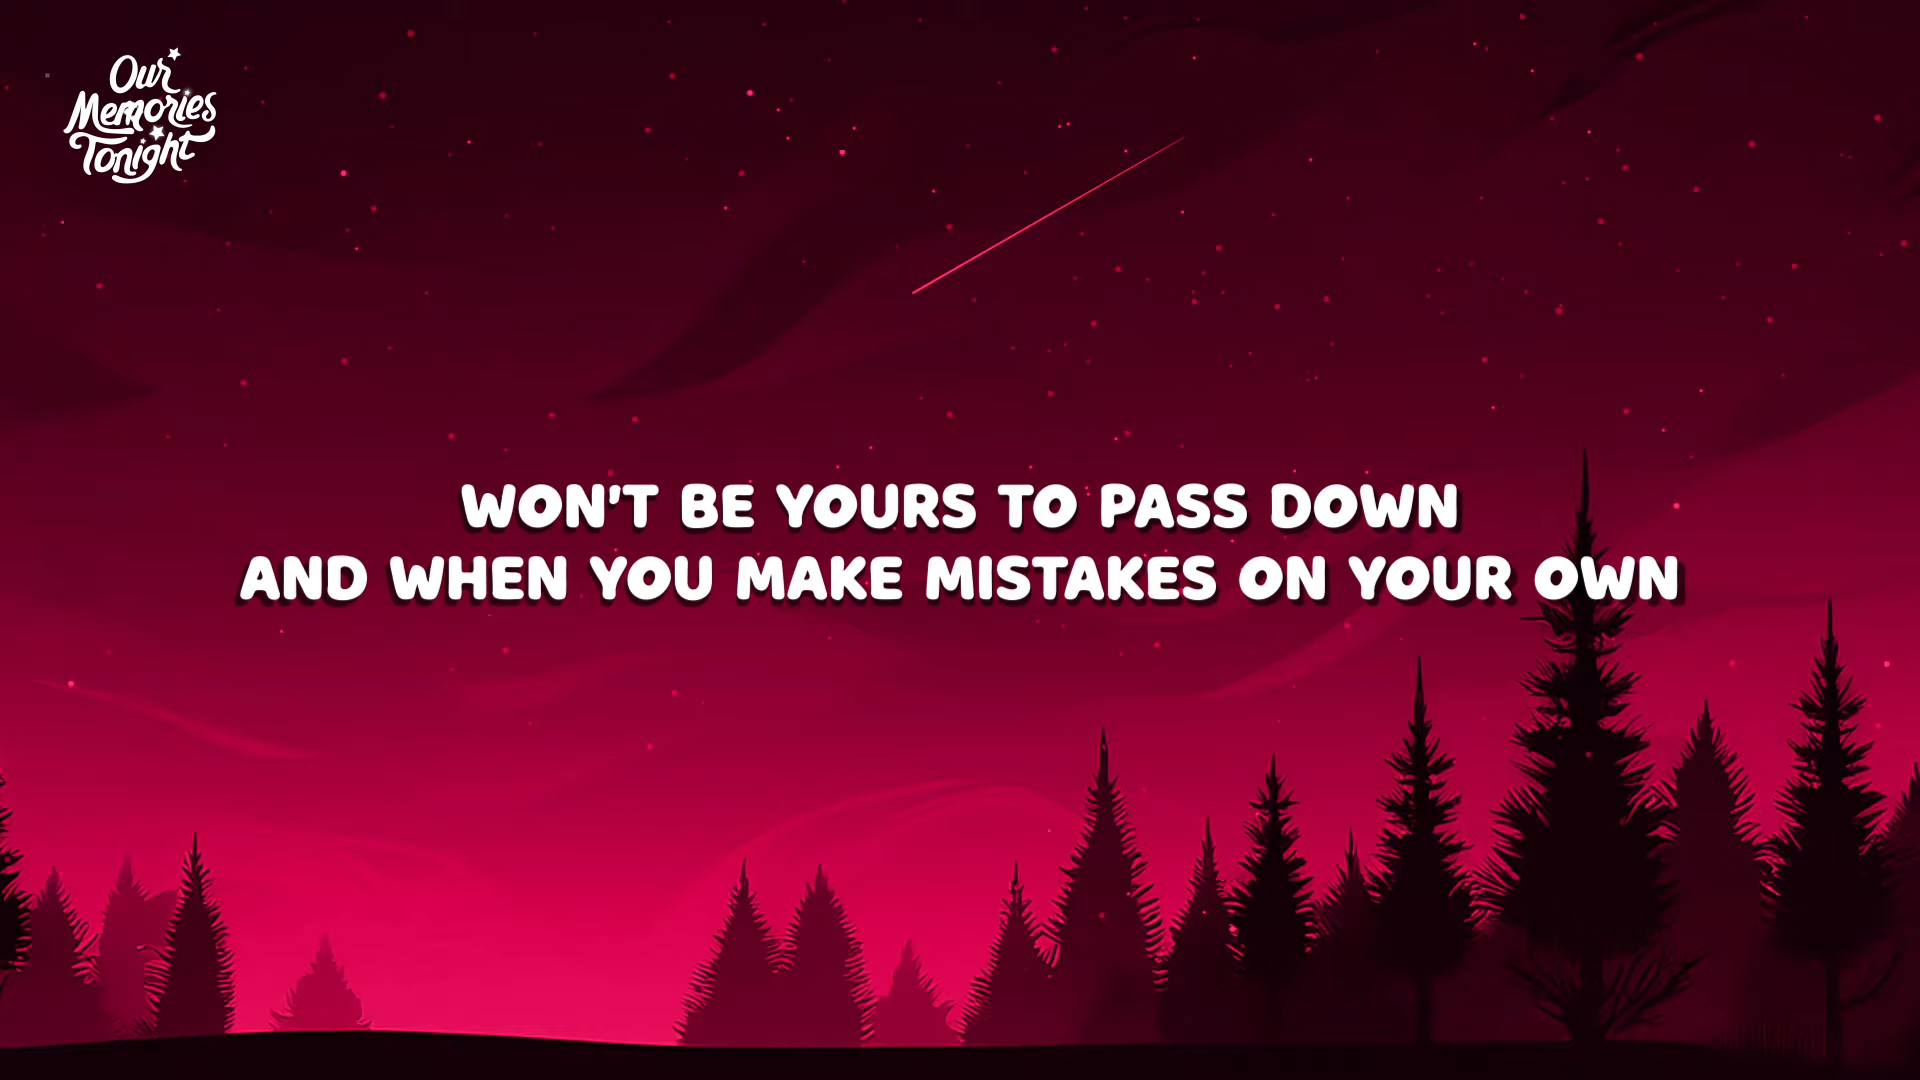 Our
Memories
Tonight
WON'T BE YOURS TO PASS DOWN
AND WHEN YOU MAKE MISTAKES ON YOUR OWN